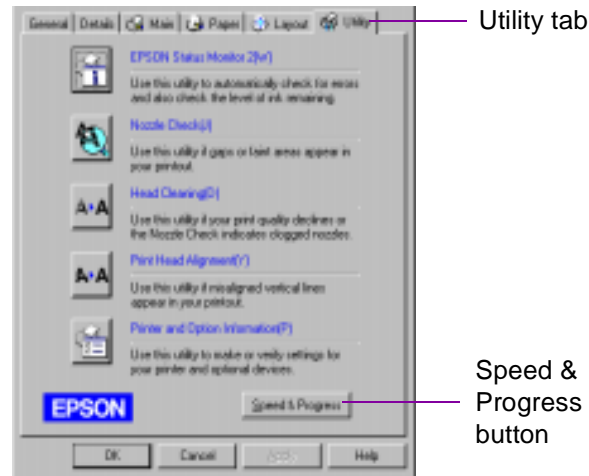 General Details Main Paper Layout Utility
Utility tab
EPSON Status Monitor 2(W)
Use this utility to automatically check for errors
and also check the level of ink remaining.
Nozzle Check(J)
Use this utility if gaps or faint areas appear in
your printout.
Head Cleaning(D)
Use this utility if your print quality declines or
the Nozzle Check indicates clogged nozzles.
Print Head Alignment(Y)
Use this utility if misaligned vertical lines
appear in your printout.
Printer and Option Information(P)
Use this utility to make or verify settings for
your printer and optional devices.
EPSON
Speed & Progress
Speed &
Progress
button
OK Cancel Apply Help